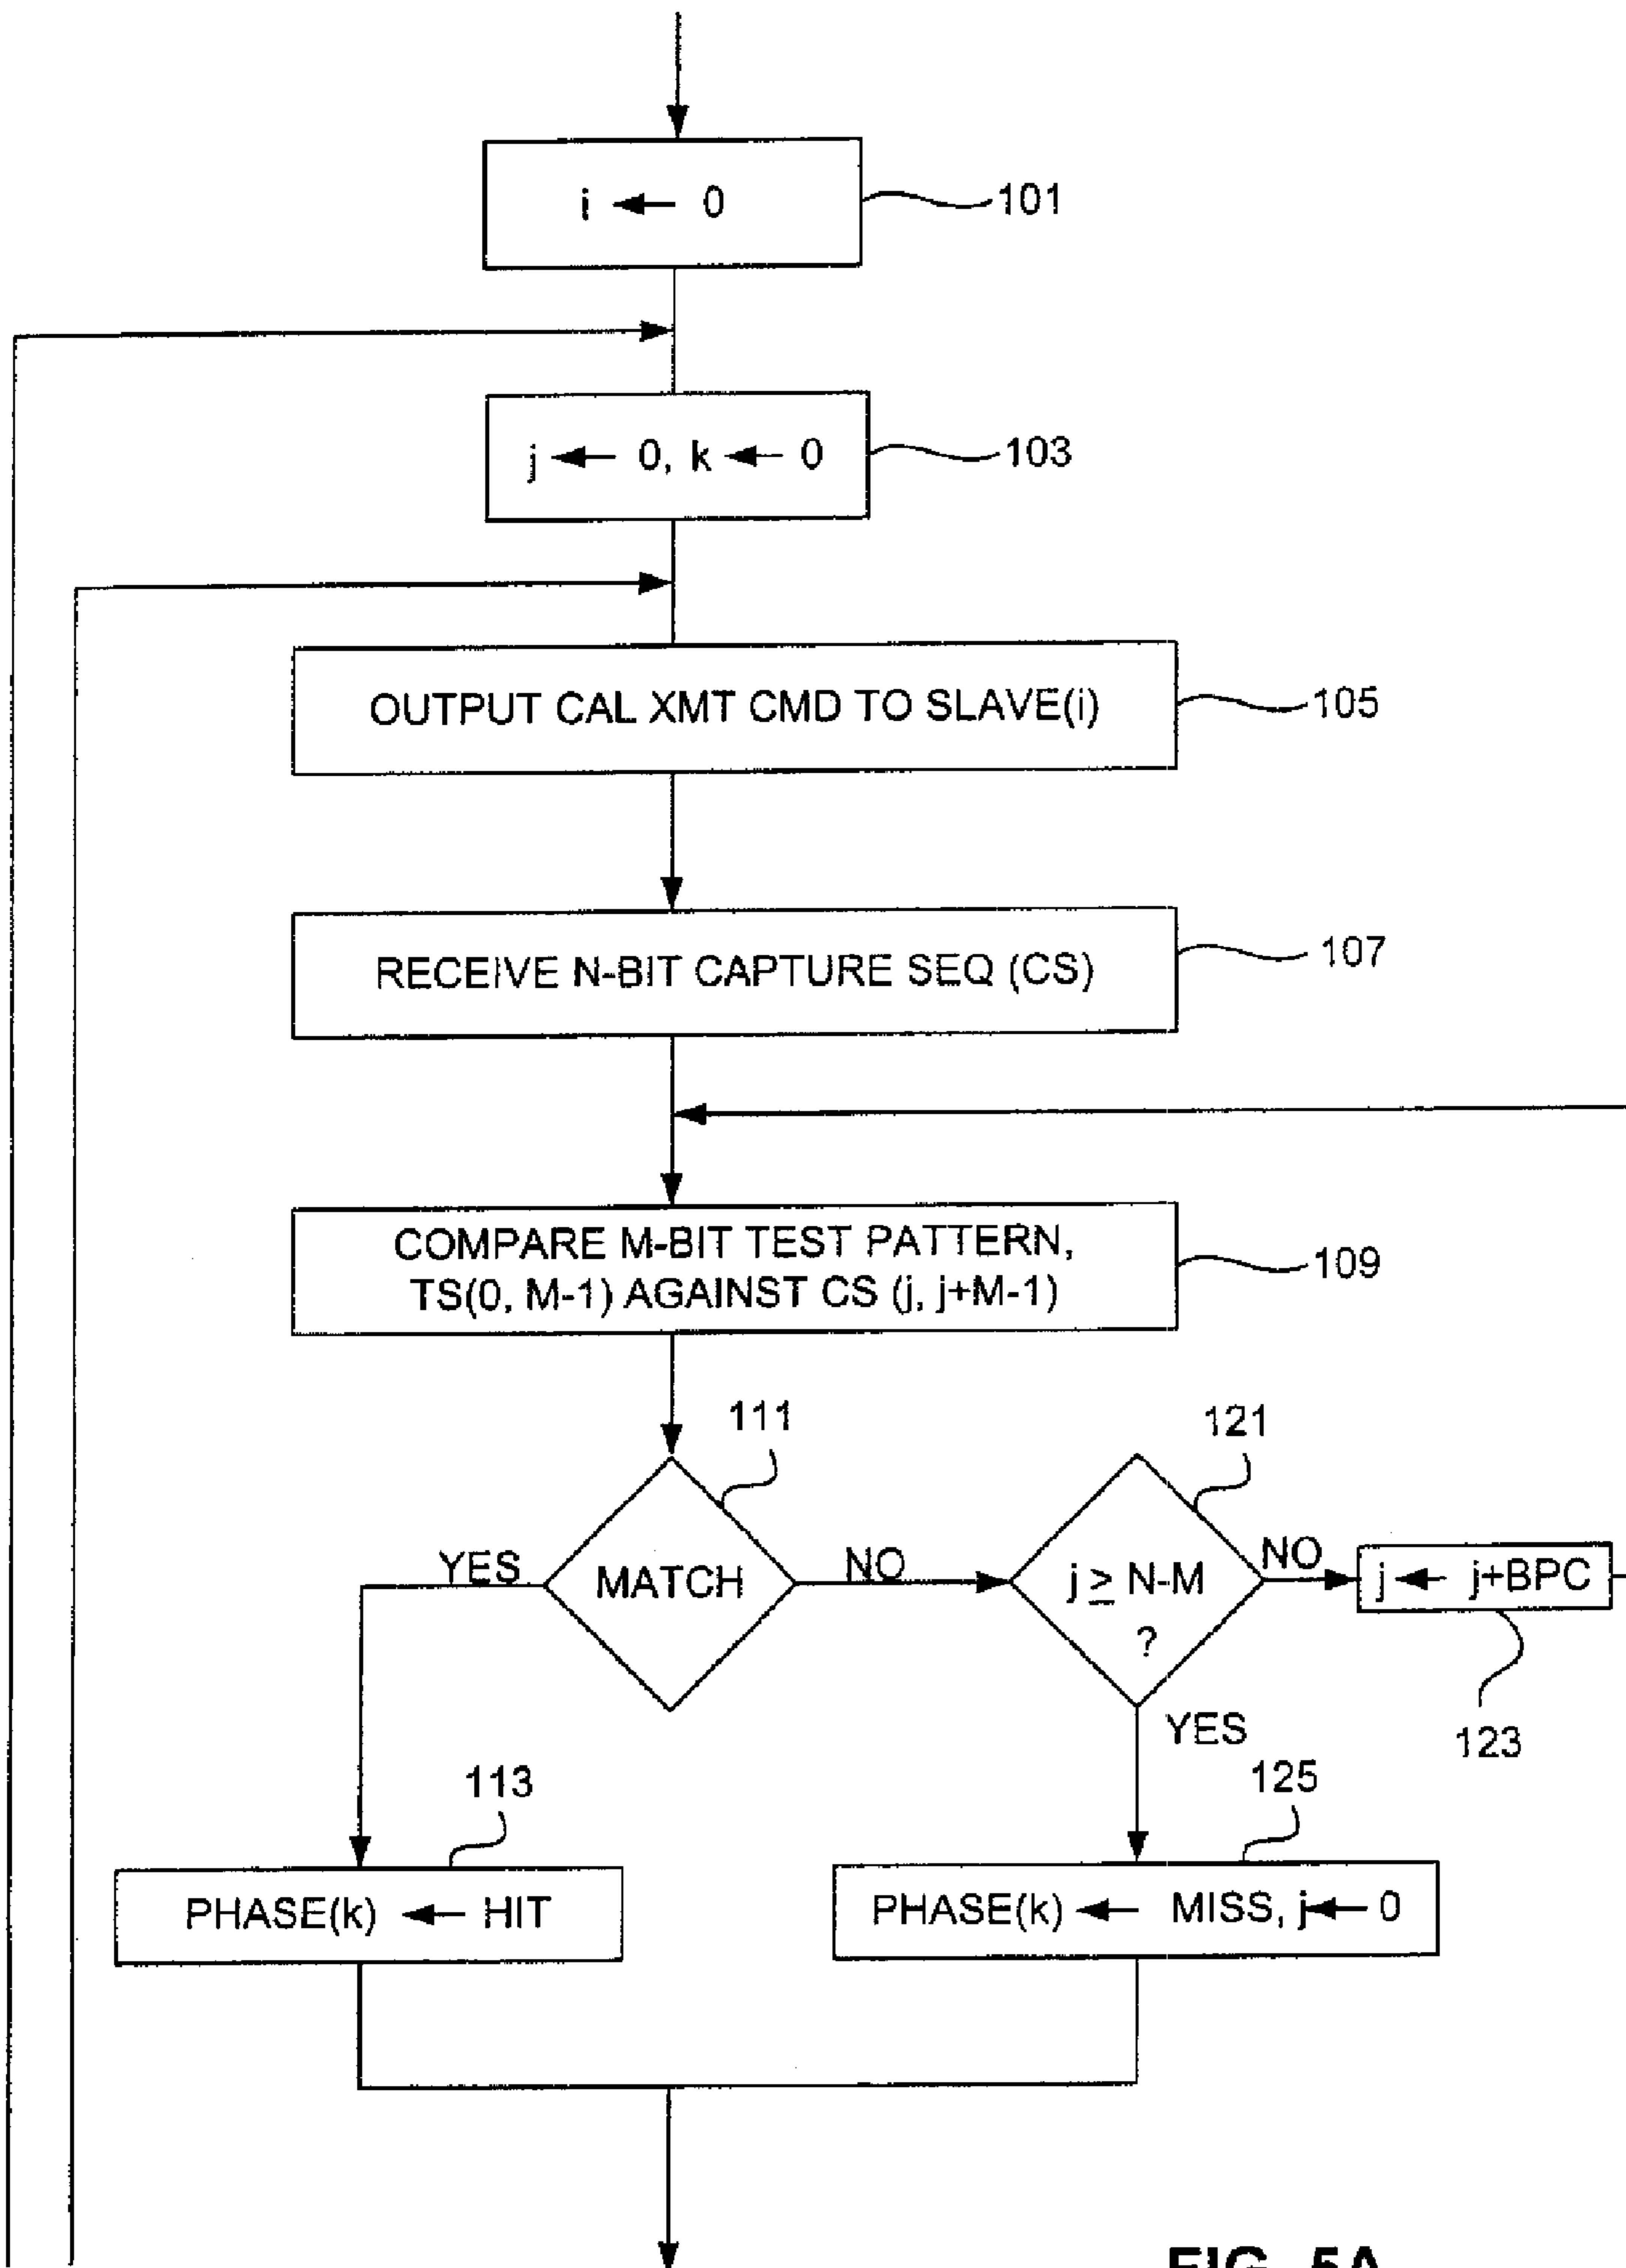 i ← 0
101
j ← 0, k ← 0
103
OUTPUT CAL XMT CMD TO SLAVE(i)
105
RECEIVE N-BIT CAPTURE SEQ (CS)
107
COMPARE M-BIT TEST PATTERN,
TS(0, M-1) AGAINST CS (j, j+M-1)
109
111
121
YES
MATCH
NO
j ≥ N-M
?
NO
j ← j+BPC
123
YES
113
125
PHASE(k) ← HIT
PHASE(k) ← MISS, j ← 0
FIG. 5A